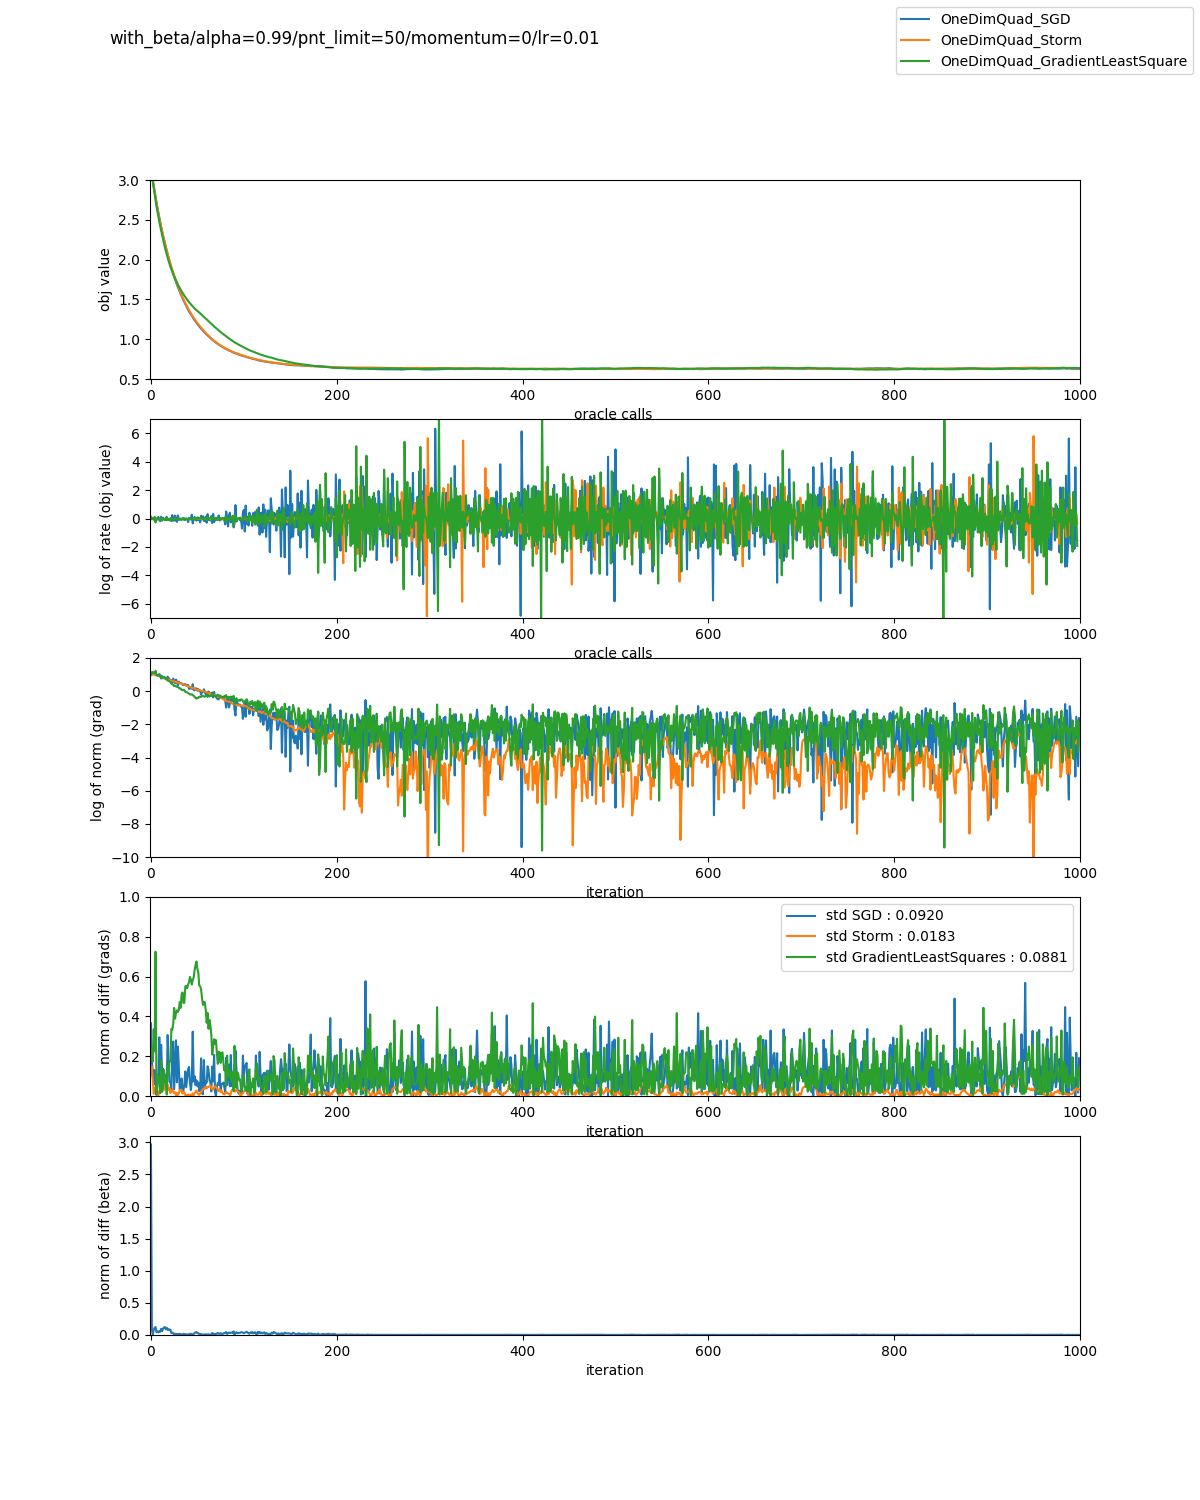 with_beta/alpha=0.99/pnt_limit=50/momentum=0/lr=0.01
OneDimQuad_SGD
OneDimQuad_Storm
OneDimQuad_GradientLeastSquare
3.0
2.5
2.0
1.5
1.0
0.5
obj value
0 200 400 600 800 1000
oracle calls
6
4
2
0
−2
−4
−6
log of rate (obj value)
0 200 400 600 800 1000
oracle calls
2
0
−2
−4
−6
−8
−10
log of norm (grad)
0 200 400 600 800 1000
iteration
1.0
0.8
0.6
0.4
0.2
0.0
norm of diff (grads)
std SGD : 0.0920
std Storm : 0.0183
std GradientLeastSquares : 0.0881
0 200 400 600 800 1000
iteration
3.0
2.5
2.0
1.5
1.0
0.5
0.0
norm of diff (beta)
0 200 400 600 800 1000
iteration